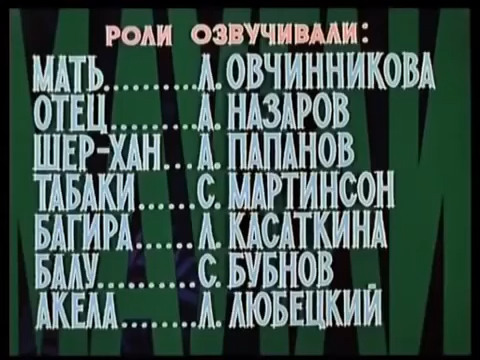 РОЛИ ОЗВУЧИВАЛИ:
МАТЬ.........Л. ОВЧИННИКОВА
ОТЕЦ.........А. НАЗАРОВ
ШЕР-ХАН...А. ПАПАНОВ
ТАБАКИ......С. МАРТИНСОН
БАГИРА......Л. КАСАТКИНА
БАЛУ..........С. БУБНОВ
АКЕЛА........Л. ЛЮБЕЦКИЙ